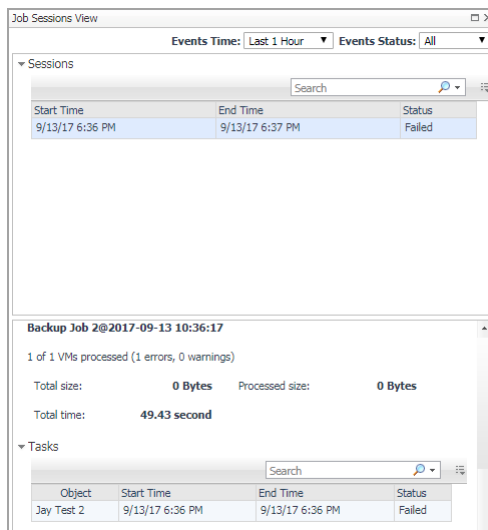 Job Sessions View
Events Time: Last 1 Hour Events Status: All
Sessions
Search
Start Time End Time Status
9/13/17 6:36 PM 9/13/17 6:37 PM Failed
Backup Job 2@2017-09-13 10:36:17
1 of 1 VMs processed (1 errors, 0 warnings)
Total size: 0 Bytes Processed size: 0 Bytes
Total time: 49.43 second
Tasks
Search
Object Start Time End Time Status
Jay Test 2 9/13/17 6:36 PM 9/13/17 6:36 PM Failed